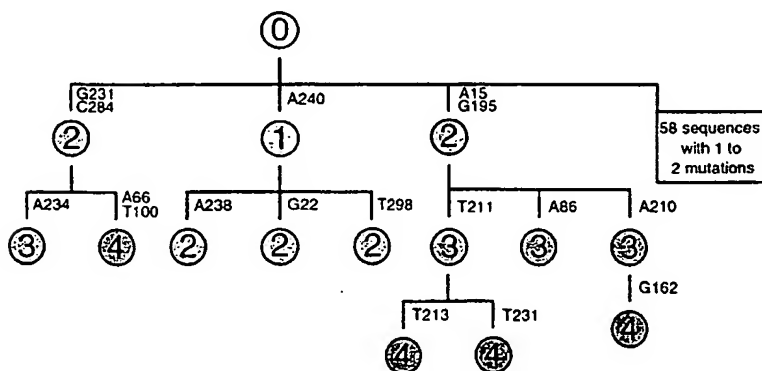 0
G231
C284
A240
A15
G195
2
1
2
58 sequences
with 1 to
2 mutations
A234
A66
T100
A238
G22
T298
T211
A86
A210
3
4
2
2
2
3
3
3
T213
T231
G162
4
4
4